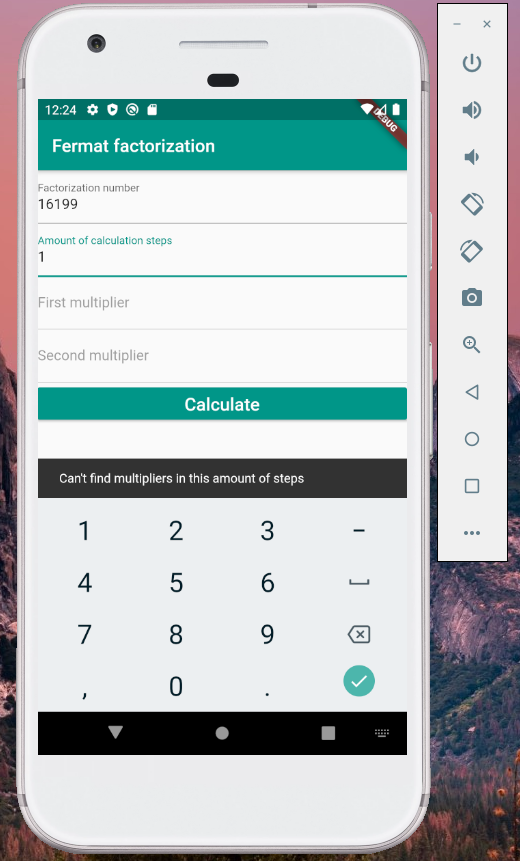 12:24
DEBUG
Fermat factorization
Factorization number
16199
Amount of calculation steps
1
First multiplier
Second multiplier
Calculate
Can't find multipliers in this amount of steps
1 2 3 -
4 5 6
7 8 9
, 0 .